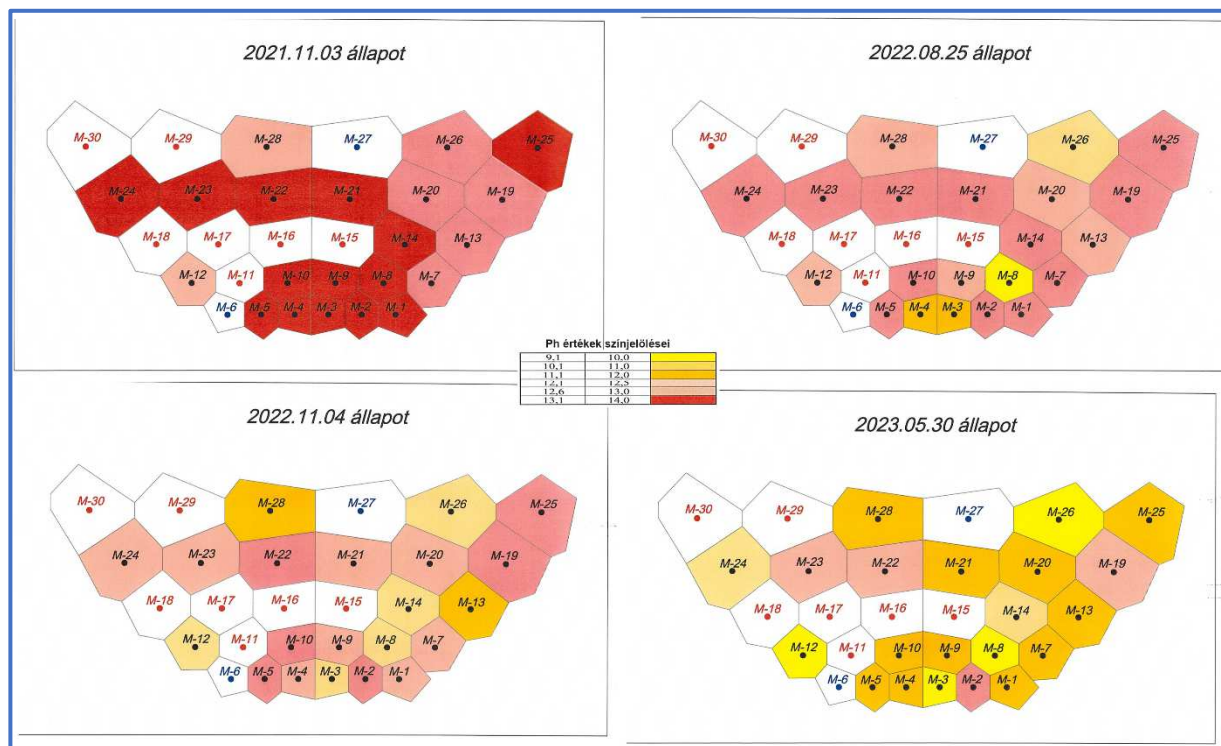 2021.11.03 állapot
M-30 M-29 M-28 M-27 M-26 M-25
M-24 M-23 M-22 M-21 M-20 M-19
M-18 M-17 M-16 M-15 M-14 M-13
M-12 M-11 M-10 M-9 M-8 M-7
M-6 M-5 M-4 M-3 M-2 M-1
2022.08.25 állapot
M-30 M-29 M-28 M-27 M-26 M-25
M-24 M-23 M-22 M-21 M-20 M-19
M-18 M-17 M-16 M-15 M-14 M-13
M-12 M-11 M-10 M-9 M-8 M-7
M-6 M-5 M-4 M-3 M-2 M-1
Ph értékek színjelölései
9,1 10,0
10,1 11,0
11,1 12,0
12,1 12,5
12,6 13,0
13,1 14,0
2022.11.04 állapot
M-30 M-29 M-28 M-27 M-26 M-25
M-24 M-23 M-22 M-21 M-20 M-19
M-18 M-17 M-16 M-15 M-14 M-13
M-12 M-11 M-10 M-9 M-8 M-7
M-6 M-5 M-4 M-3 M-2 M-1
2023.05.30 állapot
M-30 M-29 M-28 M-27 M-26 M-25
M-24 M-23 M-22 M-21 M-20 M-19
M-18 M-17 M-16 M-15 M-14 M-13
M-12 M-11 M-10 M-9 M-8 M-7
M-6 M-5 M-4 M-3 M-2 M-1